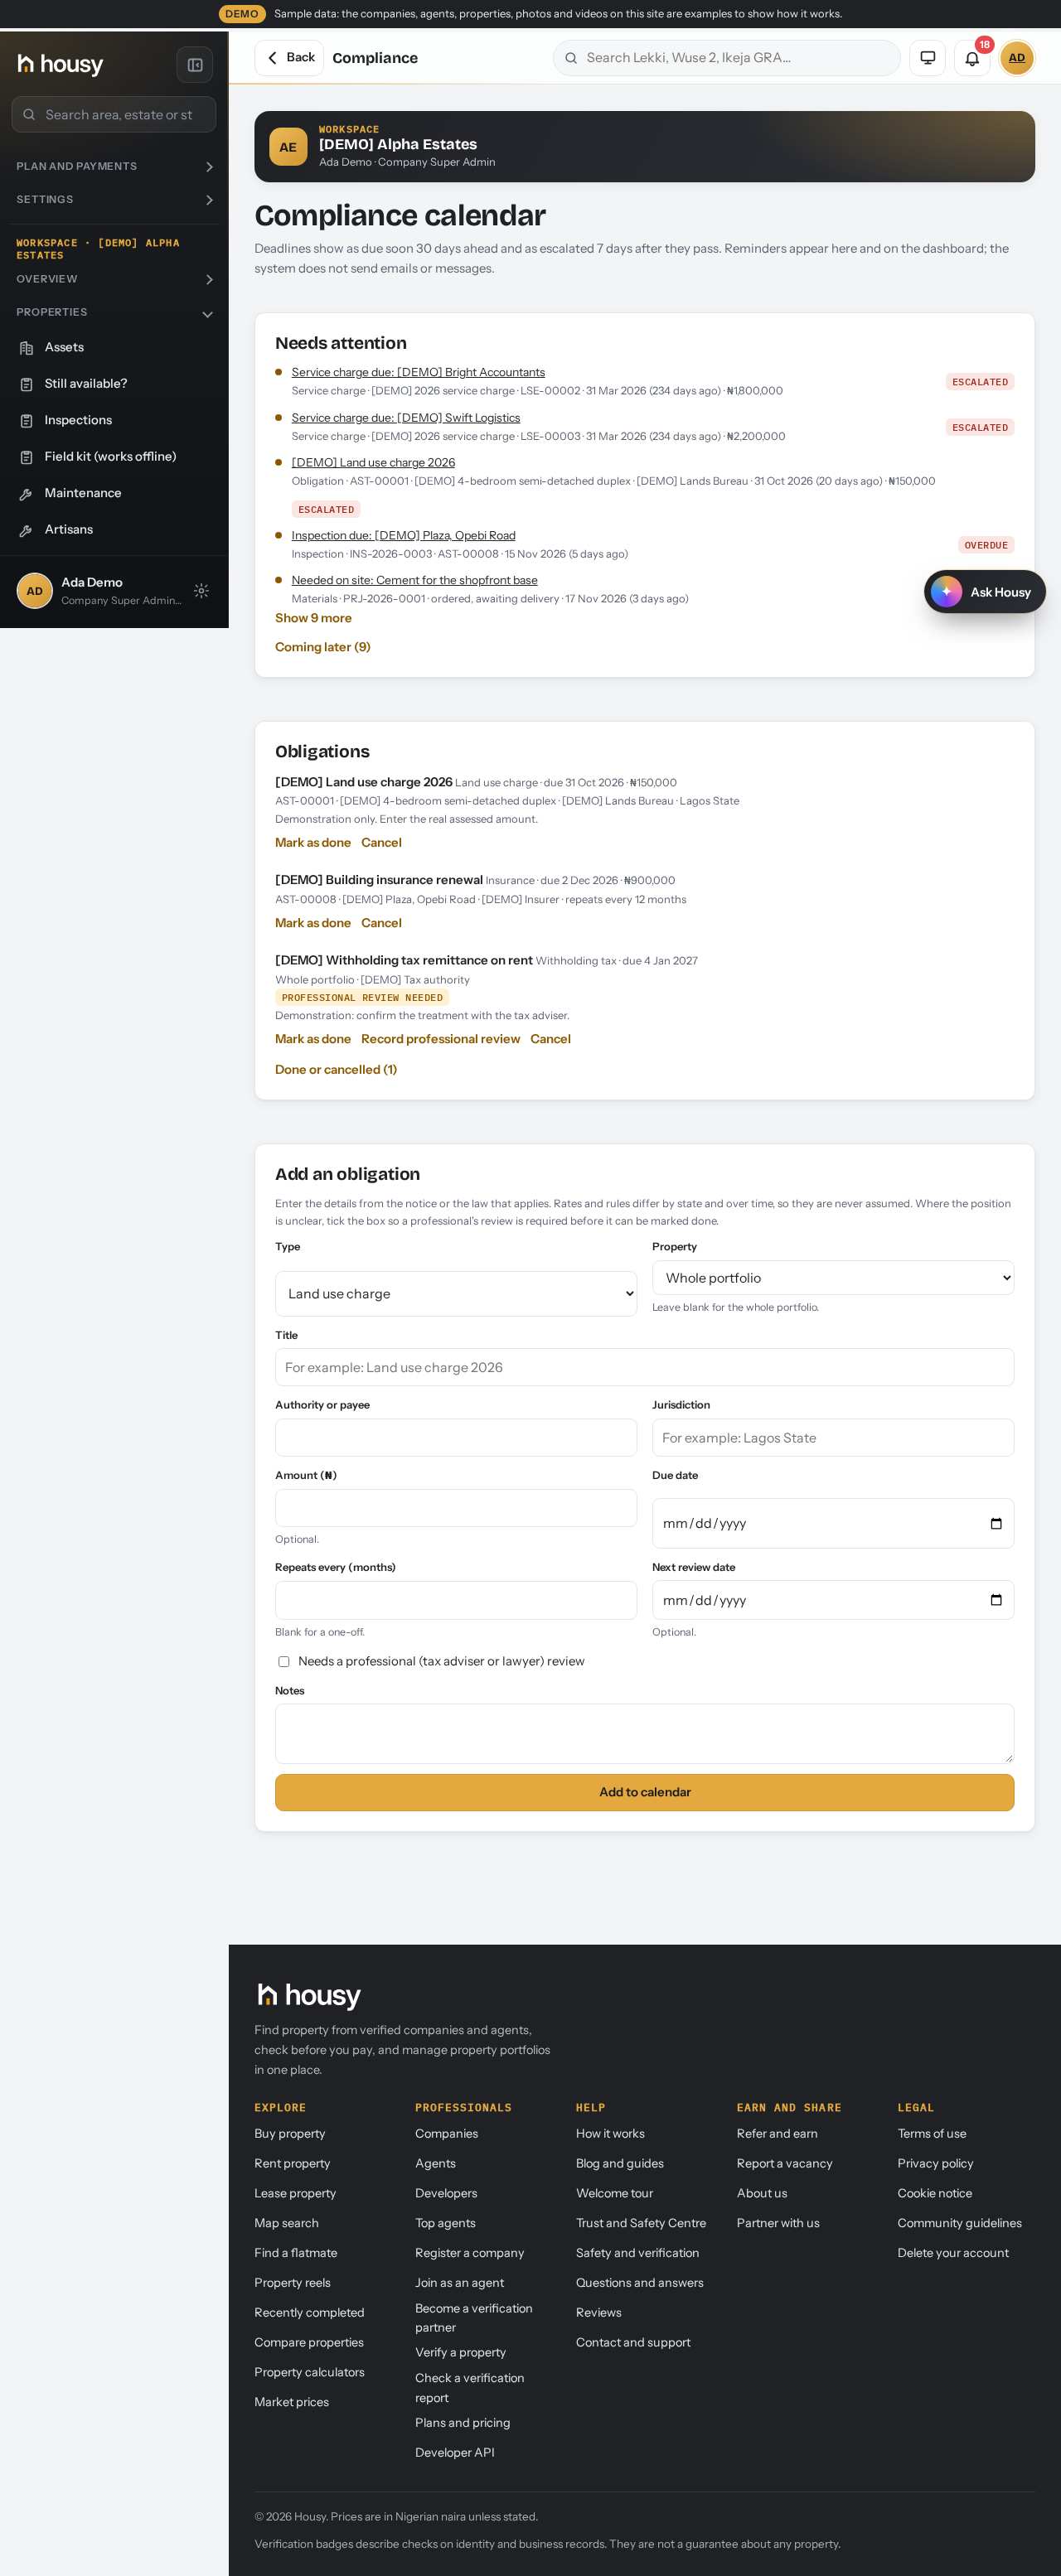 DEMO Sample data: the companies, agents, properties, photos and videos on this site are examples to show how it works.
housy
Search area, estate or st
PLAN AND PAYMENTS
SETTINGS
WORKSPACE · [DEMO] ALPHA
ESTATES
OVERVIEW
PROPERTIES
Assets
Still available?
Inspections
Field kit (works offline)
Maintenance
Artisans
AD
Ada Demo
Company Super Admin...
Back
Compliance
Search Lekki, Wuse 2, Ikeja GRA...
18
AD
AE
WORKSPACE
[DEMO] Alpha Estates
Ada Demo · Company Super Admin
Compliance calendar
Deadlines show as due soon 30 days ahead and as escalated 7 days after they pass. Reminders appear here and on the dashboard; the
system does not send emails or messages.
Needs attention
Service charge due: [DEMO] Bright Accountants
Service charge · [DEMO] 2026 service charge · LSE-00002 · 31 Mar 2026 (234 days ago) · ₦1,800,000
ESCALATED
Service charge due: [DEMO] Swift Logistics
Service charge · [DEMO] 2026 service charge · LSE-00003 · 31 Mar 2026 (234 days ago) · ₦2,200,000
ESCALATED
[DEMO] Land use charge 2026
Obligation · AST-00001 · [DEMO] 4-bedroom semi-detached duplex · [DEMO] Lands Bureau · 31 Oct 2026 (20 days ago) · ₦150,000
ESCALATED
Inspection due: [DEMO] Plaza, Opebi Road
Inspection · INS-2026-0003 · AST-00008 · 15 Nov 2026 (5 days ago)
OVERDUE
Needed on site: Cement for the shopfront base
Materials · PRJ-2026-0001 · ordered, awaiting delivery · 17 Nov 2026 (3 days ago)
Ask Housy
Show 9 more
Coming later (9)
Obligations
[DEMO] Land use charge 2026 Land use charge · due 31 Oct 2026 · ₦150,000
AST-00001 · [DEMO] 4-bedroom semi-detached duplex · [DEMO] Lands Bureau · Lagos State
Demonstration only. Enter the real assessed amount.
Mark as done Cancel
[DEMO] Building insurance renewal Insurance · due 2 Dec 2026 · ₦900,000
AST-00008 · [DEMO] Plaza, Opebi Road · [DEMO] Insurer · repeats every 12 months
Mark as done Cancel
[DEMO] Withholding tax remittance on rent Withholding tax · due 4 Jan 2027
Whole portfolio · [DEMO] Tax authority
PROFESSIONAL REVIEW NEEDED
Demonstration: confirm the treatment with the tax adviser.
Mark as done Record professional review Cancel
Done or cancelled (1)
Add an obligation
Enter the details from the notice or the law that applies. Rates and rules differ by state and over time, so they are never assumed. Where the position
is unclear, tick the box so a professional's review is required before it can be marked done.
Type
Property
Land use charge
Whole portfolio
Leave blank for the whole portfolio.
Title
For example: Land use charge 2026
Authority or payee
Jurisdiction
For example: Lagos State
Amount (₦)
Due date
mm/dd/yyyy
Optional.
Repeats every (months)
Next review date
mm/dd/yyyy
Blank for a one-off.
Optional.
Needs a professional (tax adviser or lawyer) review
Notes
Add to calendar
housy
Find property from verified companies and agents,
check before you pay, and manage property portfolios
in one place.
EXPLORE
Buy property
Rent property
Lease property
Map search
Find a flatmate
Property reels
Recently completed
Compare properties
Property calculators
Market prices
PROFESSIONALS
Companies
Agents
Developers
Top agents
Register a company
Join as an agent
Become a verification
partner
Verify a property
Check a verification
report
Plans and pricing
Developer API
HELP
How it works
Blog and guides
Welcome tour
Trust and Safety Centre
Safety and verification
Questions and answers
Reviews
Contact and support
EARN AND SHARE
Refer and earn
Report a vacancy
About us
Partner with us
LEGAL
Terms of use
Privacy policy
Cookie notice
Community guidelines
Delete your account
© 2026 Housy. Prices are in Nigerian naira unless stated.
Verification badges describe checks on identity and business records. They are not a guarantee about any property.